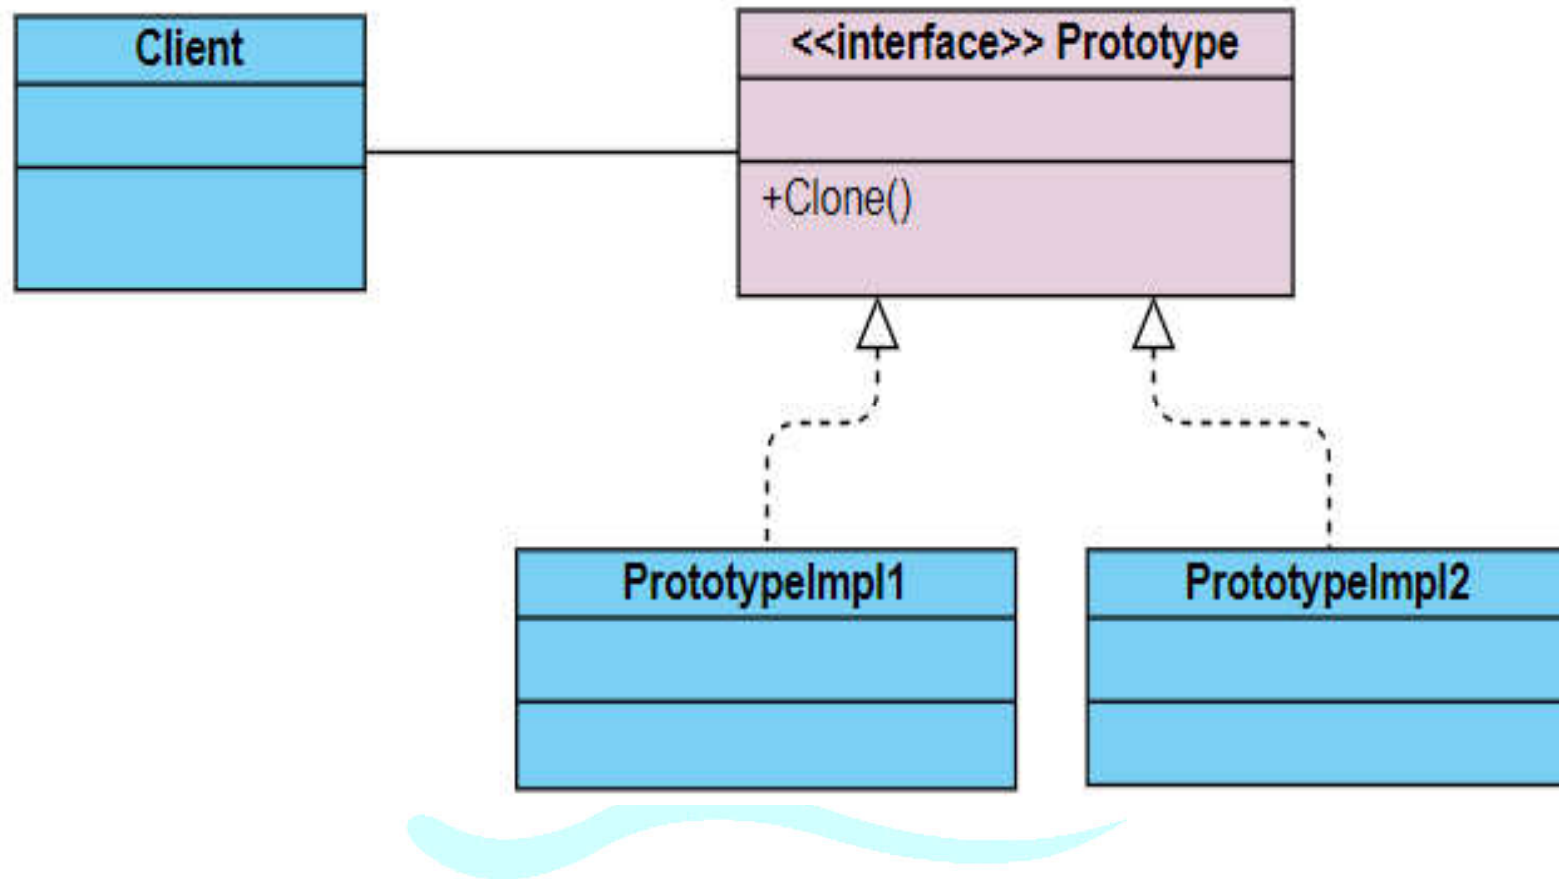 Client
<<interface>> Prototype
+Clone()
PrototypeImpl1
PrototypeImpl2